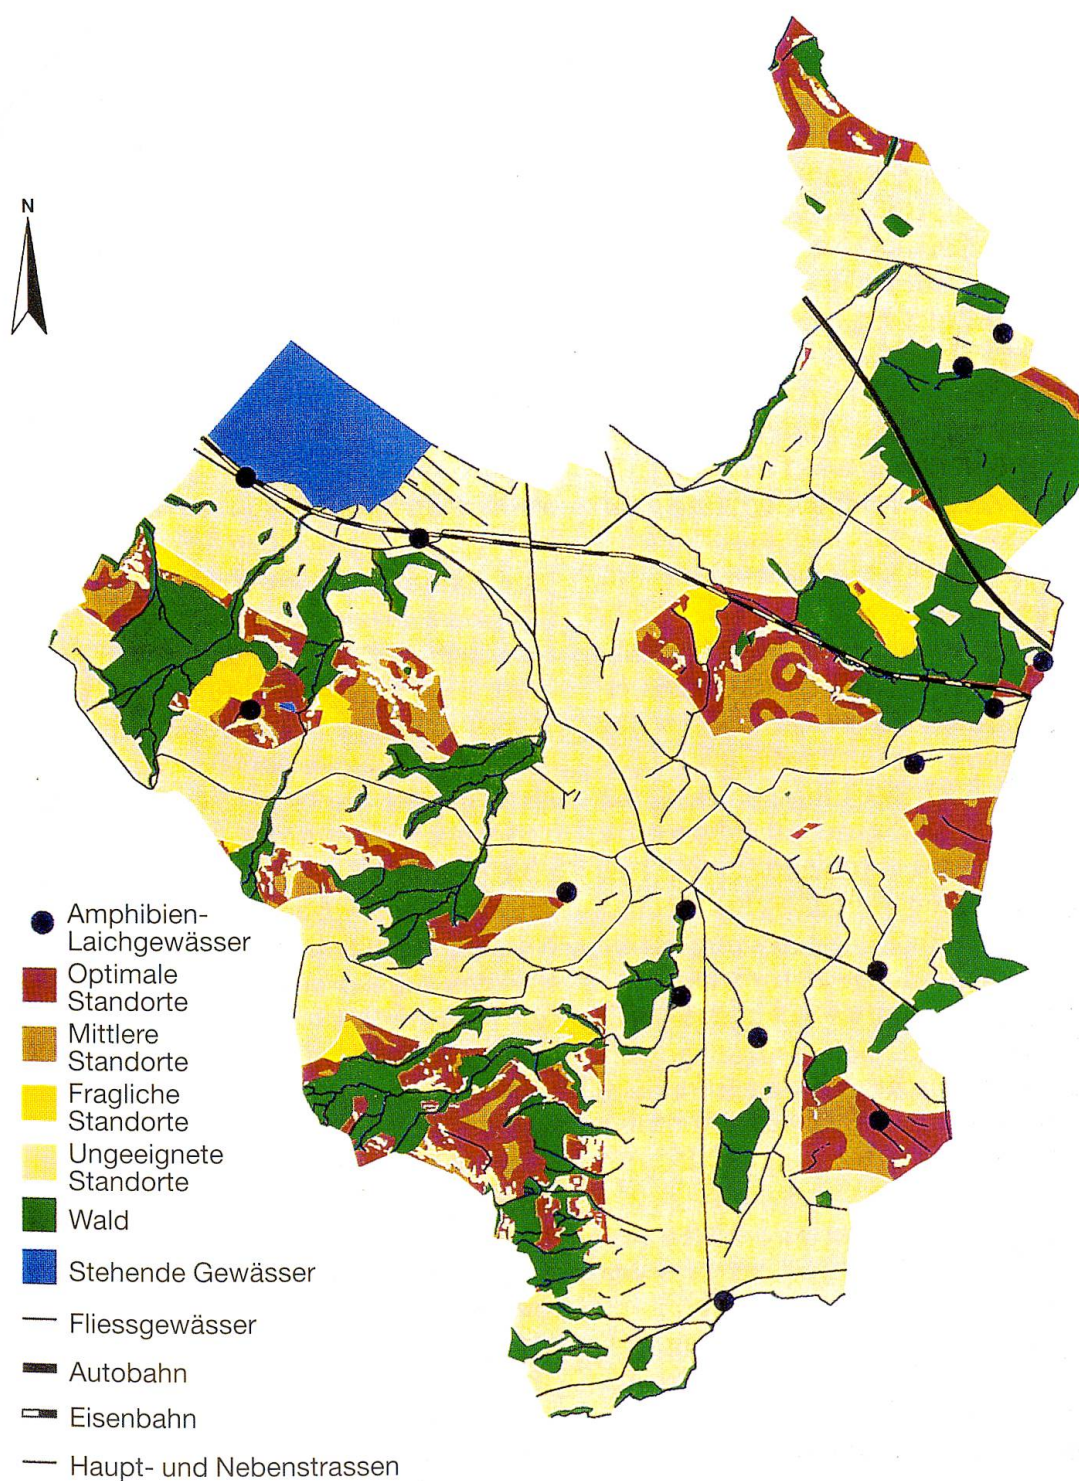 N
Amphibien-
Laichgewässer
Optimale
Standorte
Mittlere
Standorte
Fragliche
Standorte
Ungeeignete
Standorte
Wald
Stehende Gewässer
Fliessgewässer
Autobahn
Eisenbahn
Haupt- und Nebenstrassen